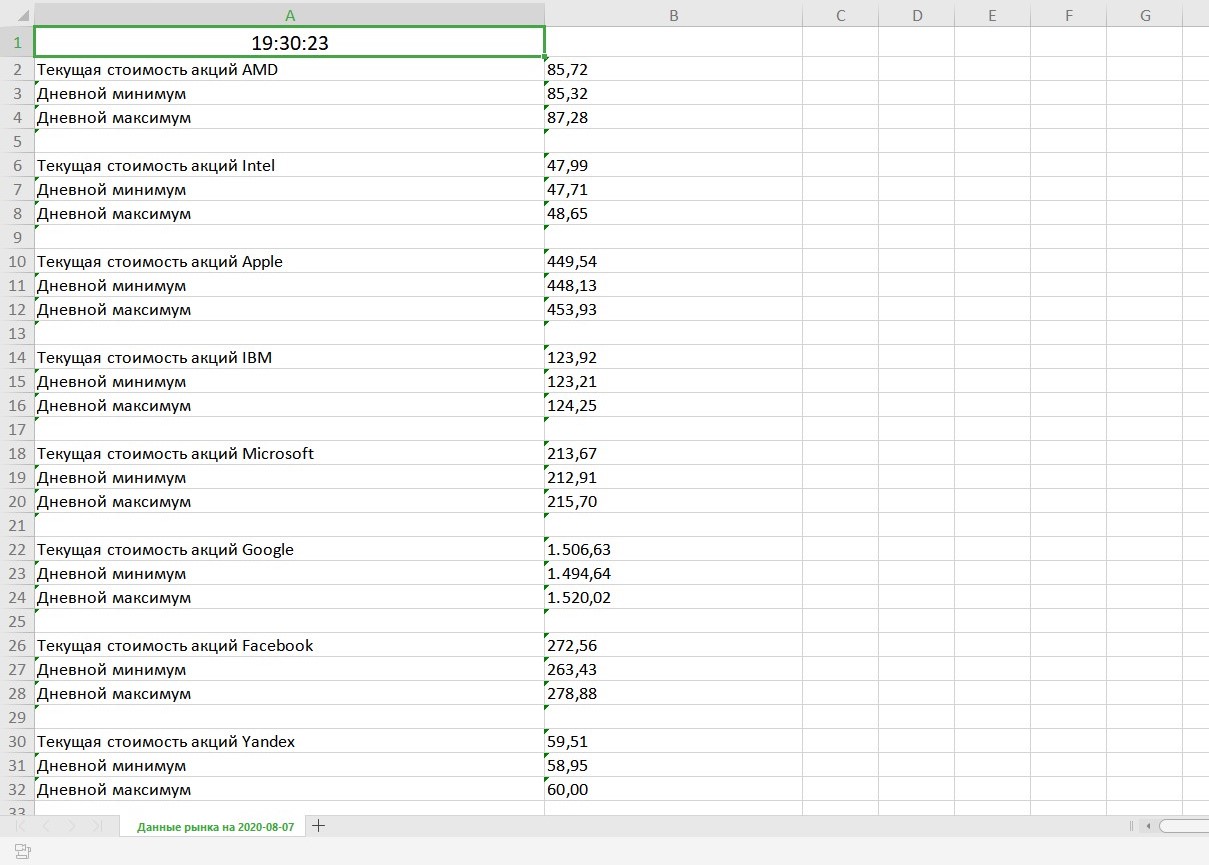 A B C D E F G
1 19:30:23
2 Текущая стоимость акций AMD 85,72
3 Дневной минимум 85,32
4 Дневной максимум 87,28
5
6 Текущая стоимость акций Intel 47,99
7 Дневной минимум 47,71
8 Дневной максимум 48,65
9
10 Текущая стоимость акций Apple 449,54
11 Дневной минимум 448,13
12 Дневной максимум 453,93
13
14 Текущая стоимость акций IBM 123,92
15 Дневной минимум 123,21
16 Дневной максимум 124,25
17
18 Текущая стоимость акций Microsoft 213,67
19 Дневной минимум 212,91
20 Дневной максимум 215,70
21
22 Текущая стоимость акций Google 1.506,63
23 Дневной минимум 1.494,64
24 Дневной максимум 1.520,02
25
26 Текущая стоимость акций Facebook 272,56
27 Дневной минимум 263,43
28 Дневной максимум 278,88
29
30 Текущая стоимость акций Yandex 59,51
31 Дневной минимум 58,95
32 Дневной максимум 60,00
33
Данные рынка на 2020-08-07